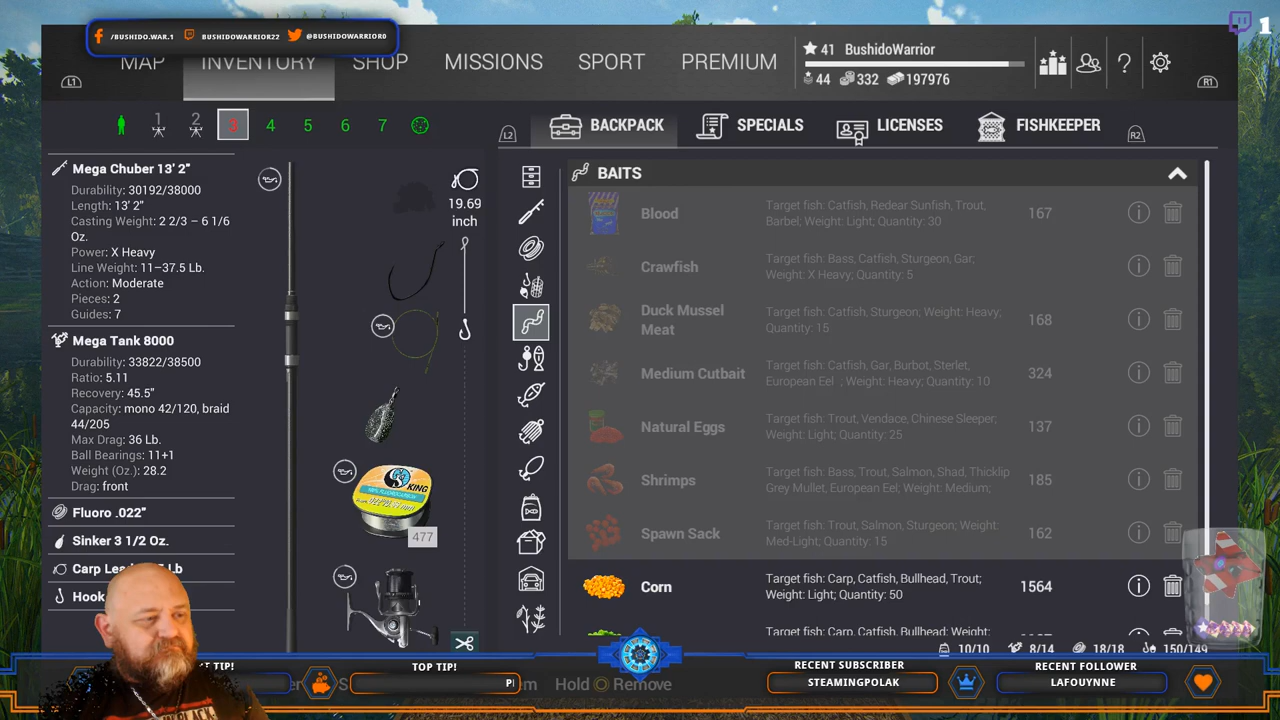 /BUSHIDO.WAR.1 BUSHIDOWARRIOR22 @BUSHIDOWARRIOR0
1
MAP INVENTORY SHOP MISSIONS SPORT PREMIUM
41 BushidoWarrior
44 332 197976
L1
R1
1 2 3 4 5 6 7
L2 BACKPACK SPECIALS LICENSES FISHKEEPER R2
Mega Chuber 13' 2"
Durability: 30192/38000
Length: 13' 2"
Casting Weight: 2 2/3 – 6 1/6
Oz.
Power: X Heavy
Line Weight: 11–37.5 Lb.
Action: Moderate
Pieces: 2
Guides: 7
Mega Tank 8000
Durability: 33822/38500
Ratio: 5.11
Recovery: 45.5"
Capacity: mono 42/120, braid
44/205
Max Drag: 36 Lb.
Ball Bearings: 11+1
Weight (Oz.): 28.2
Drag: front
Fluoro .022"
Sinker 3 1/2 Oz.
Carp Lea
Lb
Hook
19.69
inch
KING
477
BAITS
Blood
Target fish: Catfish, Redear Sunfish, Trout,
Barbel; Weight: Light; Quantity: 30
167
Crawfish
Target fish: Bass, Catfish, Sturgeon, Gar;
Weight: X Heavy; Quantity: 5
Duck Mussel
Meat
Target fish: Catfish, Sturgeon; Weight: Heavy;
Quantity: 15
168
Medium Cutbait
Target fish: Catfish, Gar, Burbot, Sterlet,
European Eel ; Weight: Heavy; Quantity: 10
324
Natural Eggs
Target fish: Trout, Vendace, Chinese Sleeper;
Weight: Light; Quantity: 25
137
Shrimps
Target fish: Bass, Trout, Salmon, Shad, Thicklip
Grey Mullet, European Eel; Weight: Medium;
185
Spawn Sack
Target fish: Trout, Salmon, Sturgeon; Weight:
Med-Light; Quantity: 15
162
Corn
Target fish: Carp, Catfish, Bullhead, Trout;
Weight: Light; Quantity: 50
1564
Target fish: Carp, Catfish, Bullhead; Weight:
10/10 8/14 18/18 150/149
Hold Remove
TIP!
TOP TIP!
P
RECENT SUBSCRIBER
STEAMINGPOLAK
RECENT FOLLOWER
LAFOUYNNE